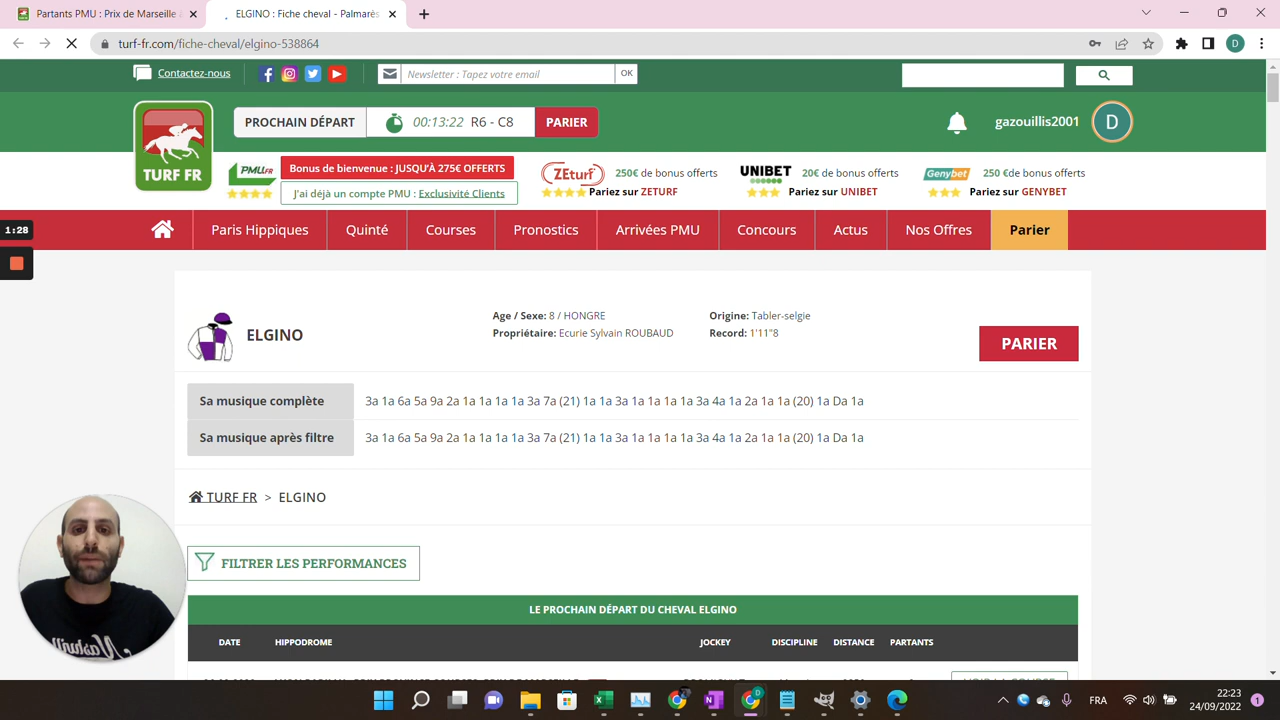 Partants PMU : Prix de Marseille
ELGINO : Fiche cheval - Palmarès
turf-fr.com/fiche-cheval/elgino-538864
D
Contactez-nous
Newsletter : Tapez votre email
OK
TURF FR
PROCHAIN DÉPART
00:13:22 R6 - C8
PARIER
gazouillis2001
D
PMU.FR
Bonus de bienvenue : JUSQU'À 275€ OFFERTS
J'ai déjà un compte PMU : Exclusivité Clients
ZEturf
250€ de bonus offerts
Pariez sur ZETURF
UNIBET
20€ de bonus offerts
Pariez sur UNIBET
Genybet
250 €de bonus offerts
Pariez sur GENYBET
Paris Hippiques
Quinté
Courses
Pronostics
Arrivées PMU
Concours
Actus
Nos Offres
Parier
1:28
ELGINO
Age / Sexe: 8 / HONGRE
Origine: Tabler-selgie
Propriétaire: Ecurie Sylvain ROUBAUD
Record: 1'11"8
PARIER
Sa musique complète
3a 1a 6a 5a 9a 2a 1a 1a 1a 1a 3a 7a (21) 1a 1a 3a 1a 1a 1a 1a 3a 4a 1a 2a 1a 1a (20) 1a Da 1a
Sa musique après filtre
3a 1a 6a 5a 9a 2a 1a 1a 1a 1a 3a 7a (21) 1a 1a 3a 1a 1a 1a 1a 3a 4a 1a 2a 1a 1a (20) 1a Da 1a
TURF FR > ELGINO
FILTRER LES PERFORMANCES
LE PROCHAIN DÉPART DU CHEVAL ELGINO
DATE
HIPPODROME
JOCKEY
DISCIPLINE
DISTANCE
PARTANTS
FRA
22:23
24/09/2022
1